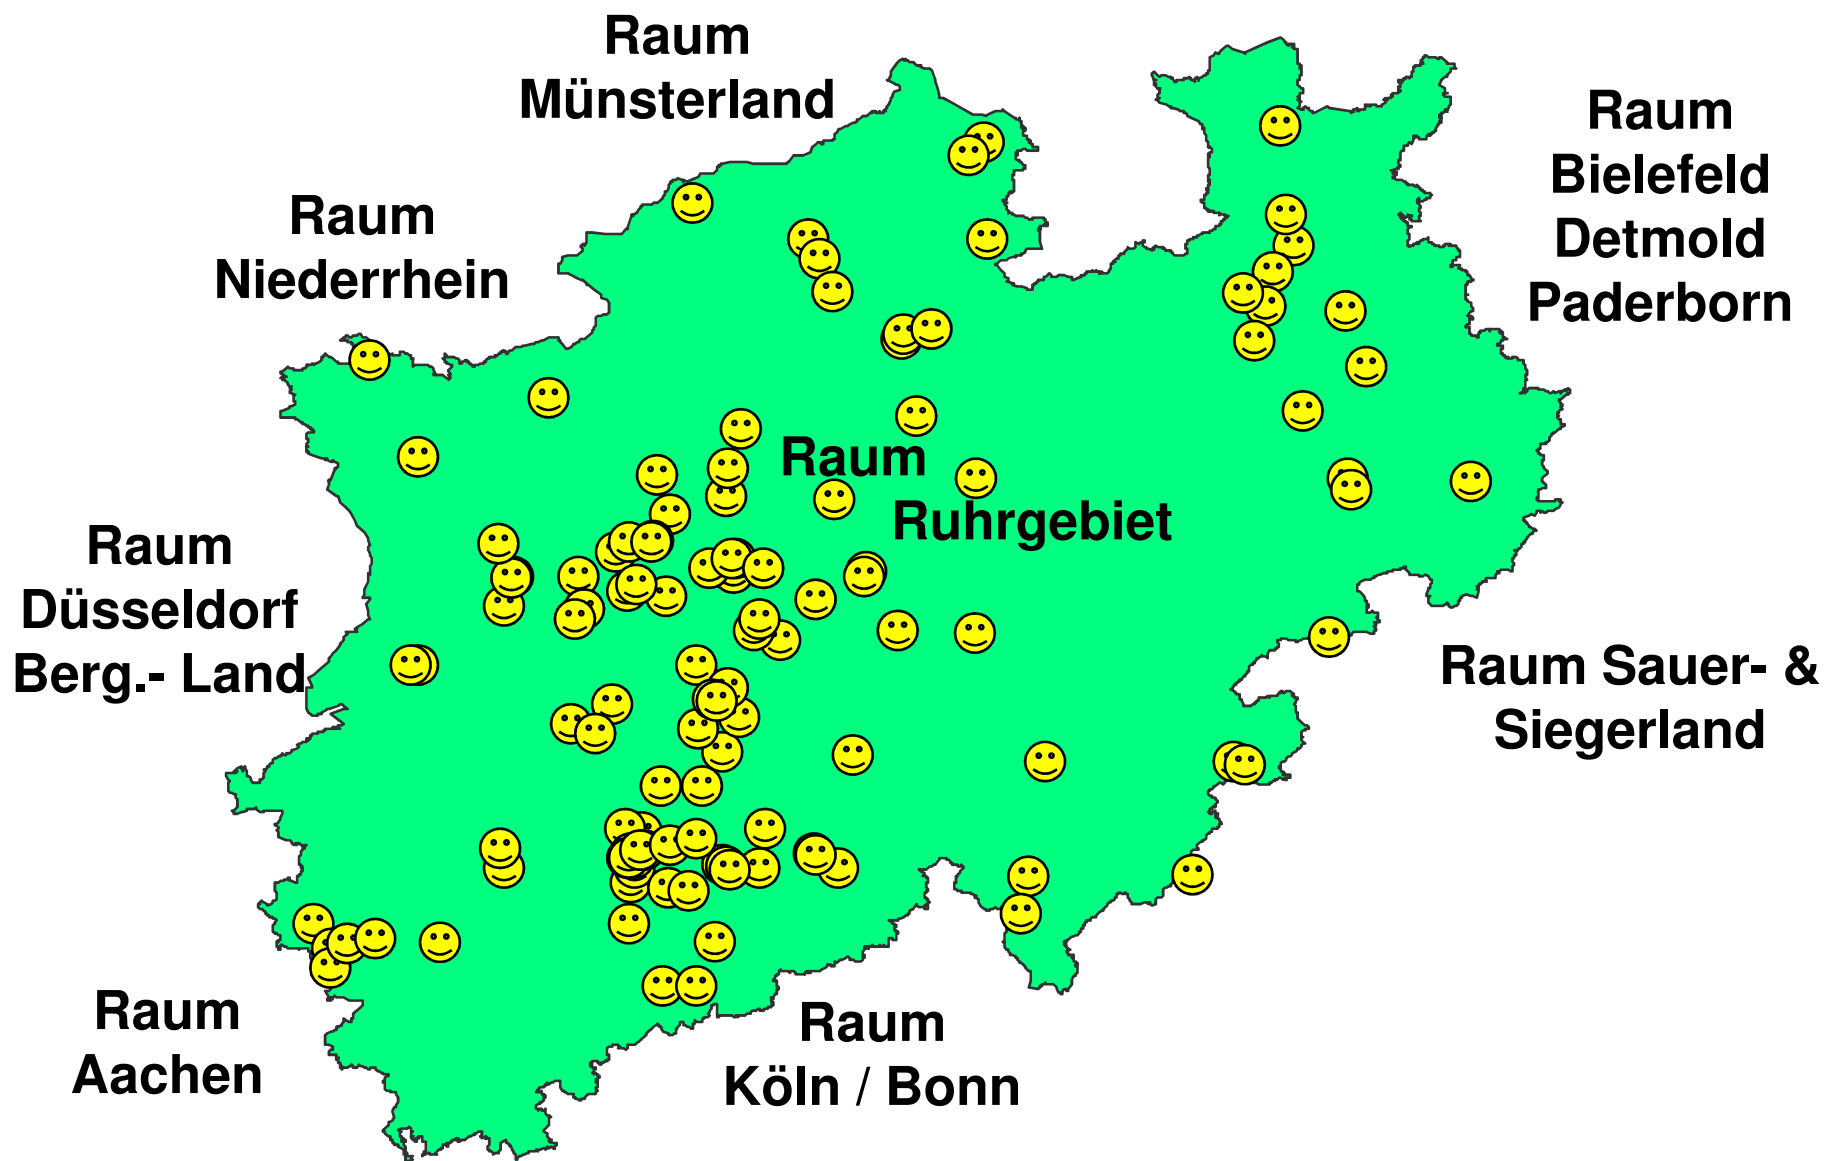 Raum
Münsterland
Raum
Bielefeld
Detmold
Paderborn
Raum
Niederrhein
Raum
Ruhrgebiet
Raum
Düsseldorf
Berg.- Land
Raum Sauer- &
Siegerland
Raum
Aachen
Raum
Köln / Bonn